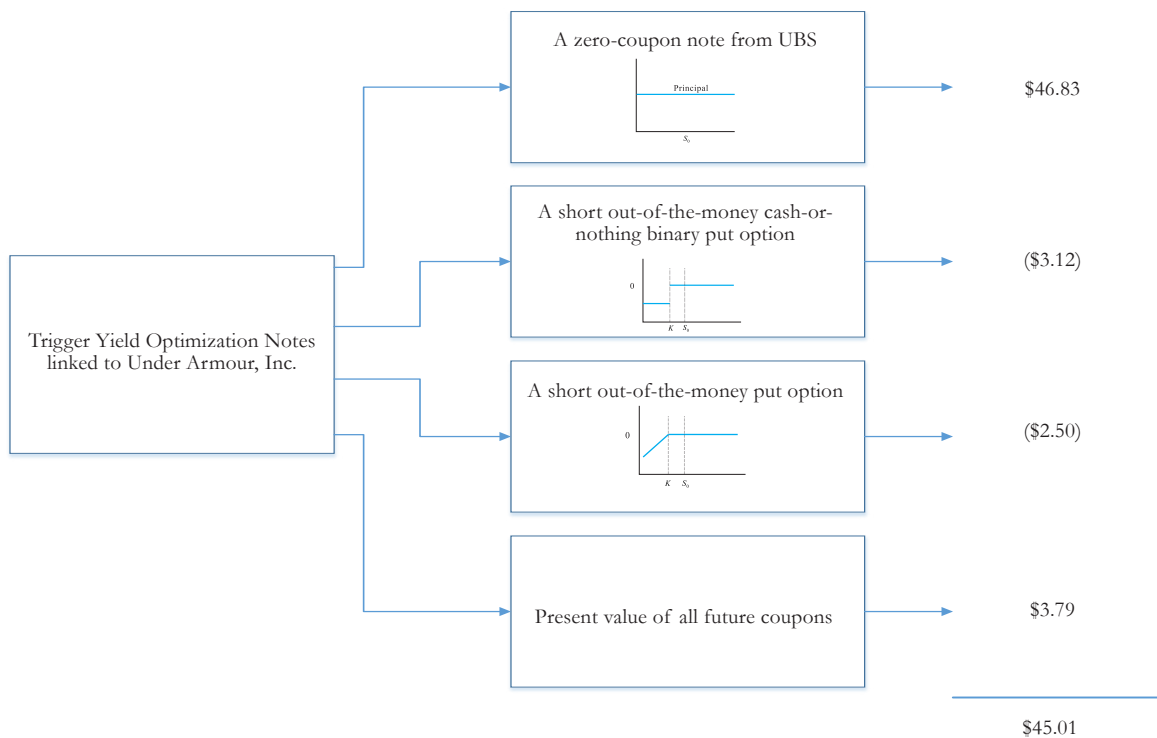 A zero-coupon note from UBS
Principal
S0
$46.83
A short out-of-the-money cash-or-
nothing binary put option
0
K S0
($3.12)
Trigger Yield Optimization Notes
linked to Under Armour, Inc.
A short out-of-the-money put option
0
K S0
($2.50)
Present value of all future coupons
$3.79
$45.01